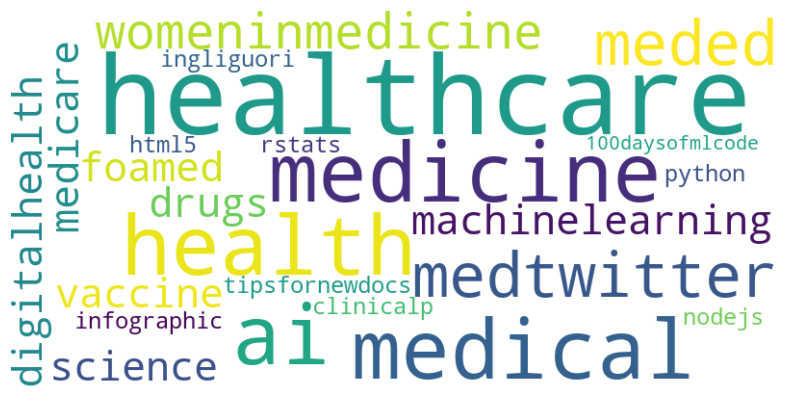 womeninmedicine
meded
ingliguori
healthcare
digitalhealth
medicare
html5
rstats
100daysofmlcode
foamed
medicine
python
drugs
machinelearning
health
medtwitter
vaccine
tipsfornewdocs
infographic
clinicalp
nodejs
ai
medical
science